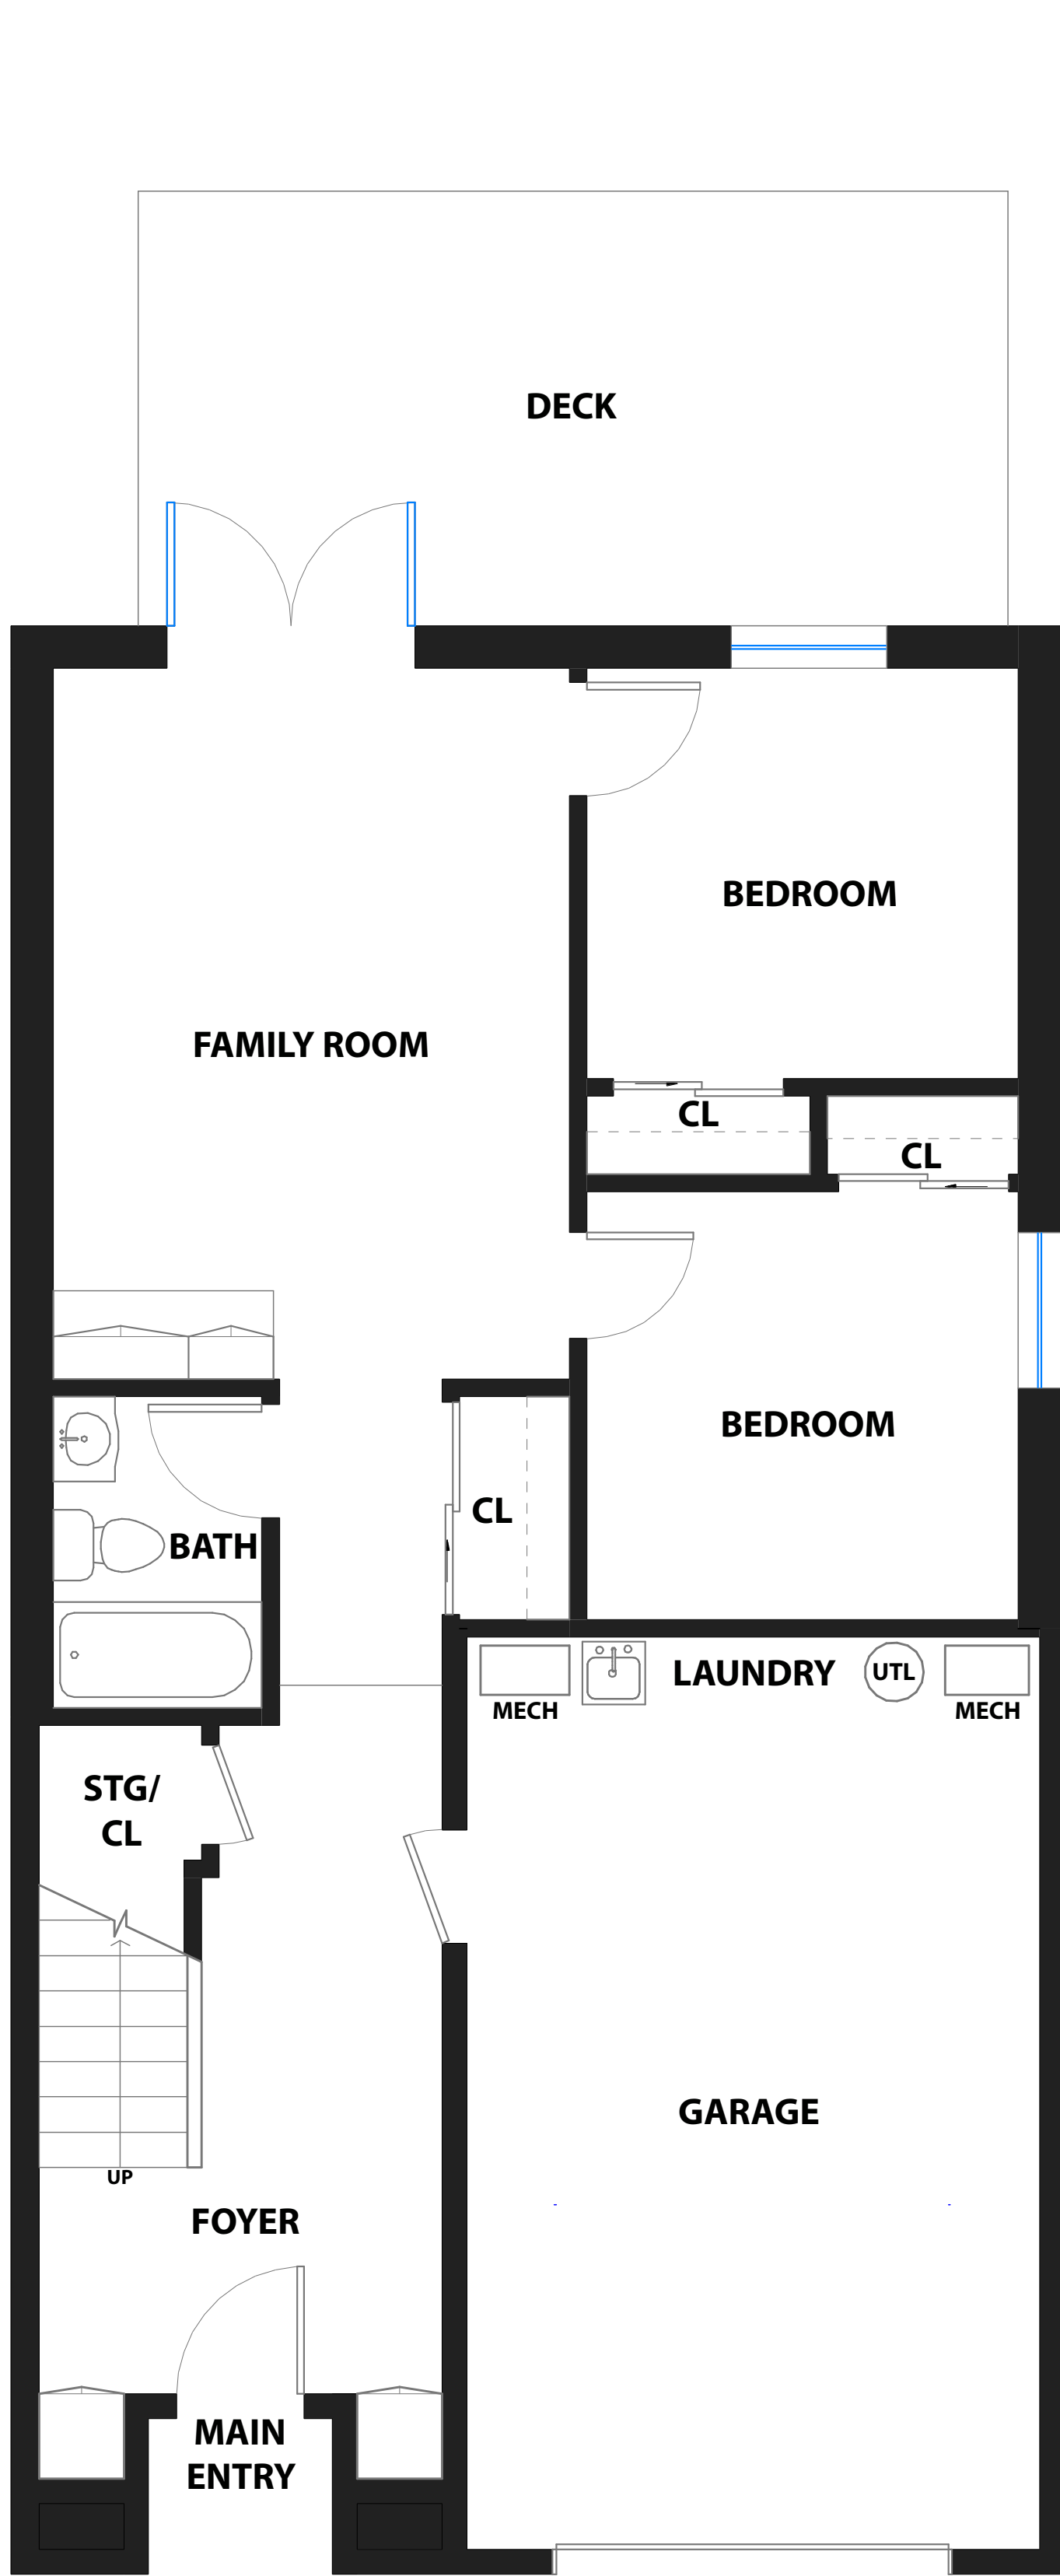 DECK
BEDROOM
FAMILY ROOM
CL
CL
BEDROOM
CL
BATH
LAUNDRY
UTL
MECH
MECH
STG/
CL
GARAGE
UP
FOYER
MAIN
ENTRY